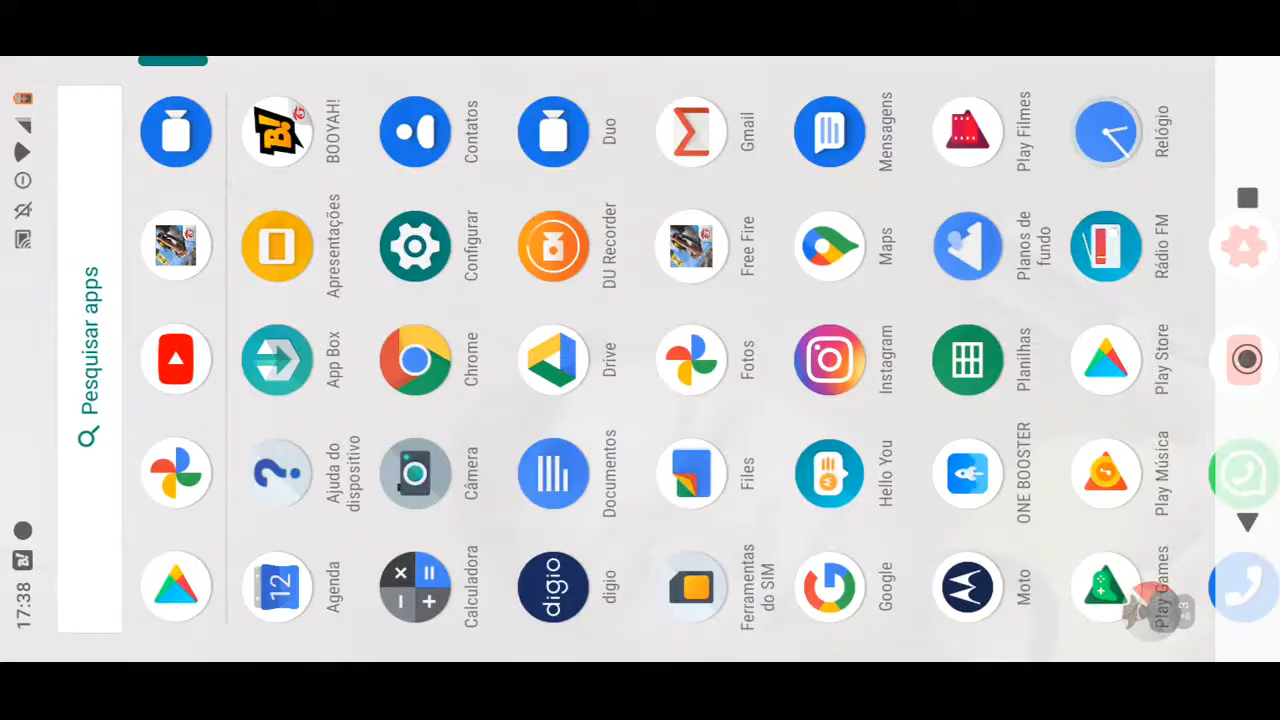 17:38
B!
Pesquisar apps
12
Agenda
Ajuda do
dispositivo
App Box
Apresentações
B!
BOOYAH!
Calculadora
Câmera
Chrome
Configurar
Contatos
digio
digio
Documentos
Drive
DU Recorder
Duo
Ferramentas
do SIM
Files
Fotos
Free Fire
Gmail
Google
Hello You
Instagram
Maps
Mensagens
Moto
ONE BOOSTER
Planilhas
Planos de
fundo
Play Filmes
Play Games
Play Música
Play Store
Rádio FM
Relógio